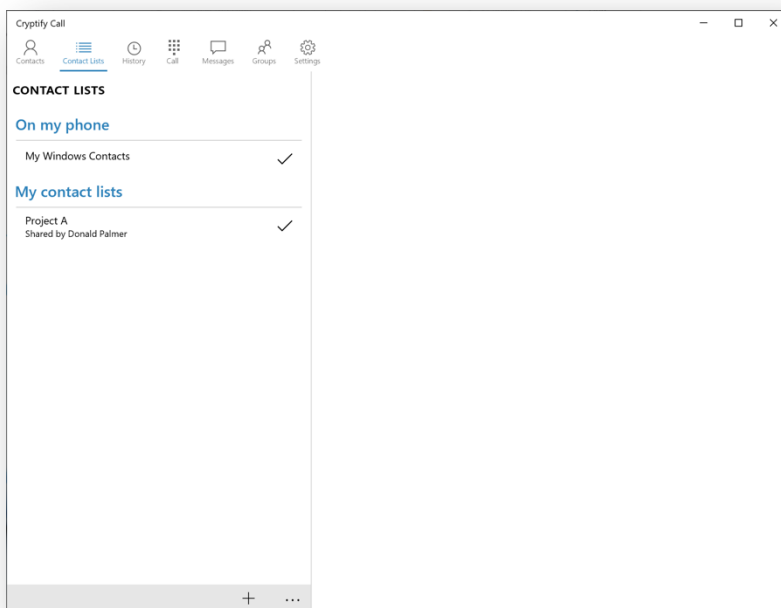 Cryptify Call
Contacts
Contact Lists
History
Call
Messages
Groups
Settings
CONTACT LISTS
On my phone
My Windows Contacts
My contact lists
Project A
Shared by Donald Palmer